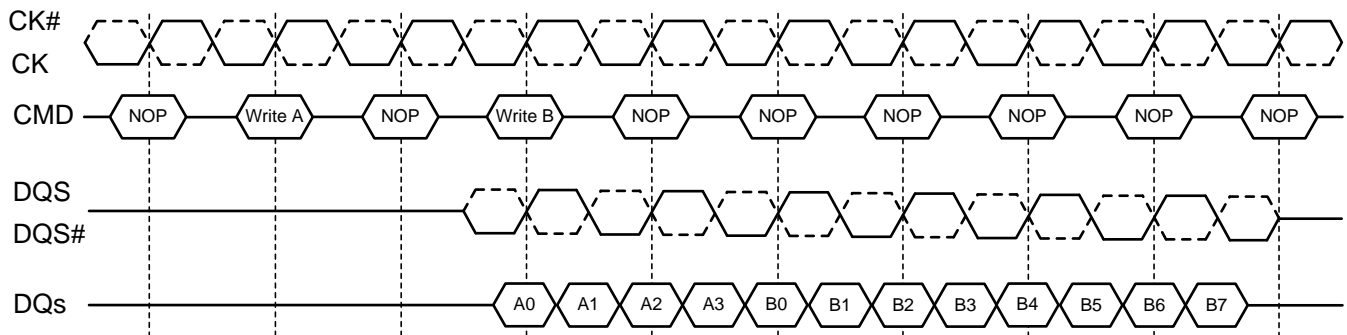 CK#
CK
CMD NOP Write A NOP Write B NOP NOP NOP NOP NOP NOP
DQS
DQS#
DQs A0 A1 A2 A3 B0 B1 B2 B3 B4 B5 B6 B7